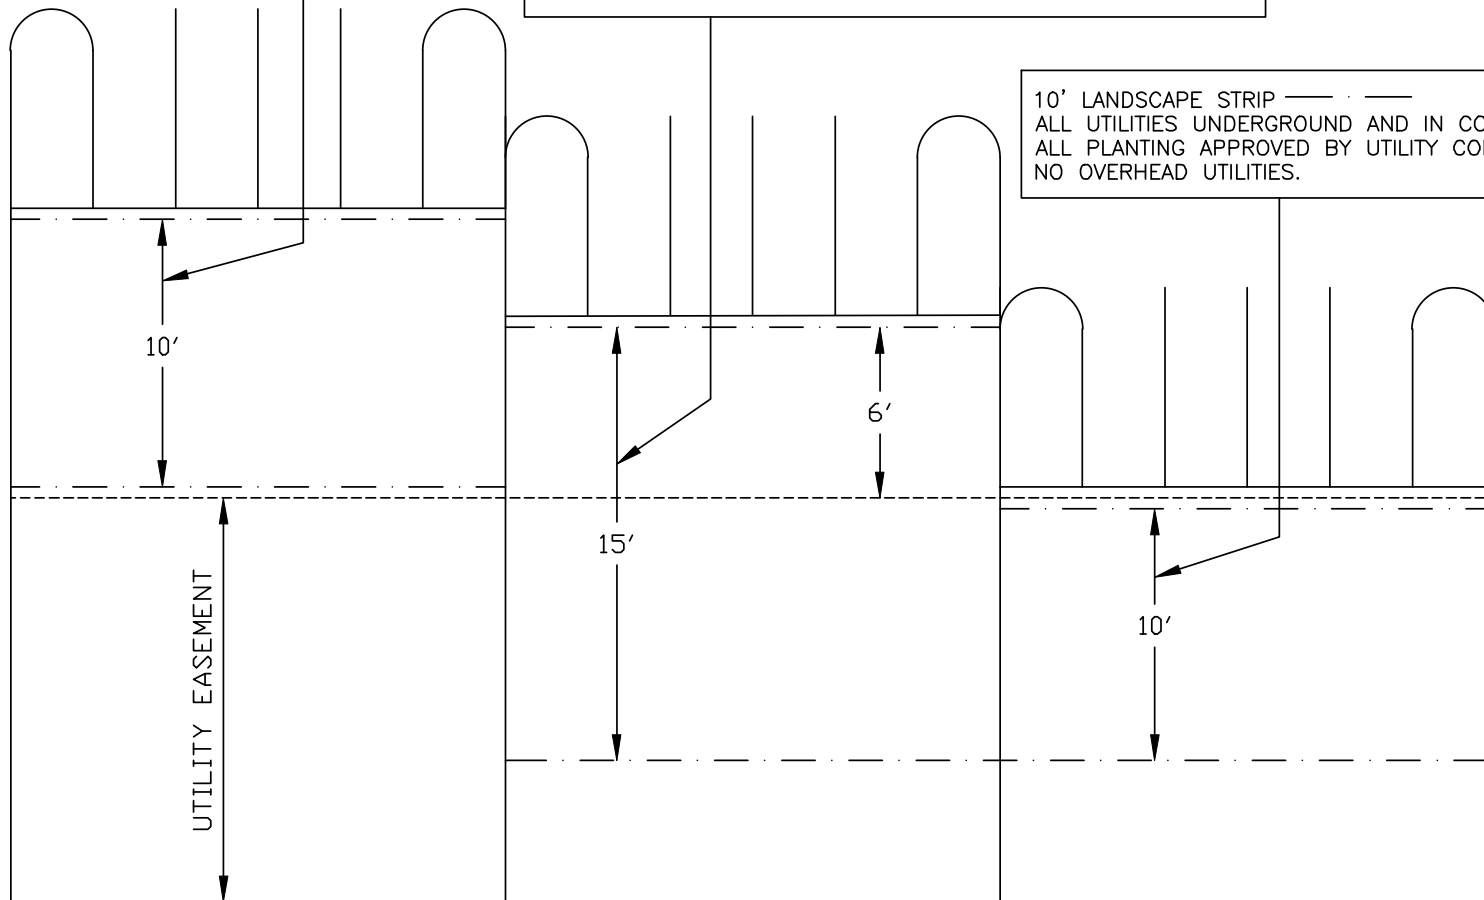 10' LANDSCAPE STRIP
ALL UTILITIES UNDERGROUND AND IN
ALL PLANTING APPROVED BY UTILITY
NO OVERHEAD UTILITIES.
10'
6'
15'
10'
UTILITY EASEMENT